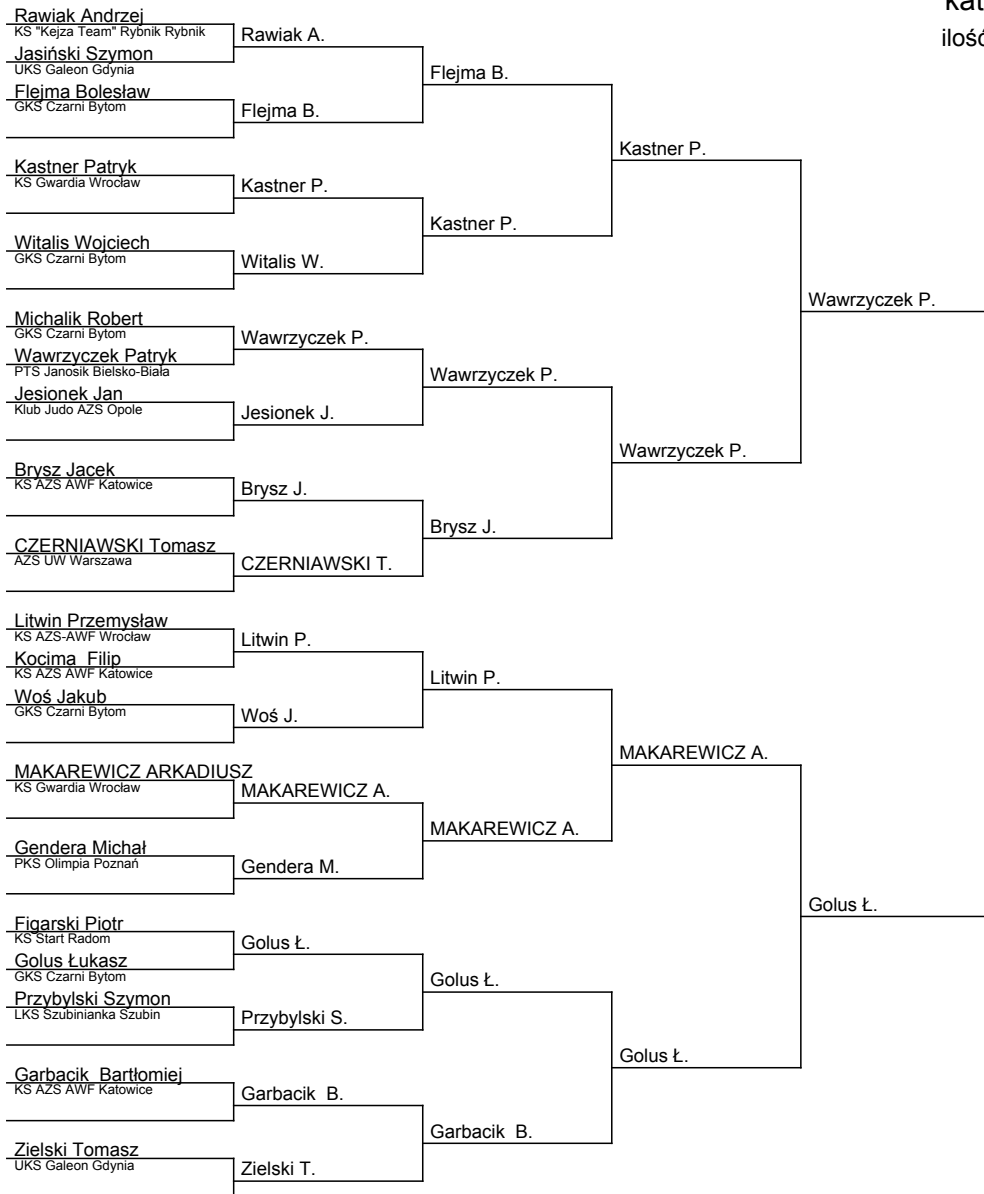 Rawiak Andrzej
KS "Kejza Team" Rybnik Rybnik
Jasiński Szymon
UKS Galeon Gdynia
Flejma Bolesław
GKS Czarni Bytom
Kastner Patryk
KS Gwardia Wrocław
Witalis Wojciech
GKS Czarni Bytom
Michalik Robert
GKS Czarni Bytom
Wawrzyczek Patryk
PTS Janosik Bielsko-Biała
Jesionek Jan
Klub Judo AZS Opole
Brysz Jacek
KS AZS AWF Katowice
CZERNIAWSKI Tomasz
AZS UW Warszawa
Litwin Przemysław
KS AZS-AWF Wrocław
Kocima Filip
KS AZS AWF Katowice
Woś Jakub
GKS Czarni Bytom
MAKAREWICZ ARKADIUSZ
KS Gwardia Wrocław
Gendera Michał
PKS Olimpia Poznań
Figarski Piotr
KS Start Radom
Golus Łukasz
GKS Czarni Bytom
Przybylski Szymon
LKS Szubinianka Szubin
Garbacik Bartłomiej
KS AZS AWF Katowice
Zielski Tomasz
UKS Galeon Gdynia
Rawiak A.
Flejma B.
Kastner P.
Witalis W.
Wawrzyczek P.
Jesionek J.
Brysz J.
CZERNIAWSKI T.
Litwin P.
Woś J.
MAKAREWICZ A.
Gendera M.
Golus Ł.
Przybylski S.
Garbacik B.
Zielski T.
Flejma B.
Kastner P.
Wawrzyczek P.
Brysz J.
Litwin P.
MAKAREWICZ A.
Golus Ł.
Garbacik B.
Kastner P.
Wawrzyczek P.
MAKAREWICZ A.
Golus Ł.
Wawrzyczek P.
Golus Ł.